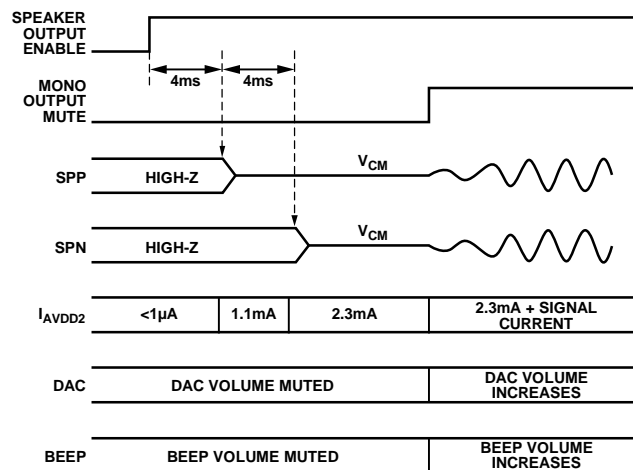 SPEAKER
OUTPUT
ENABLE
4ms 4ms
MONO
OUTPUT
MUTE
SPP HIGH-Z VCM
SPN HIGH-Z VCM
IAVDD2 <1µA 1.1mA 2.3mA 2.3mA + SIGNAL
CURRENT
DAC DAC VOLUME MUTED DAC VOLUME
INCREASES
BEEP BEEP VOLUME MUTED BEEP VOLUME
INCREASES